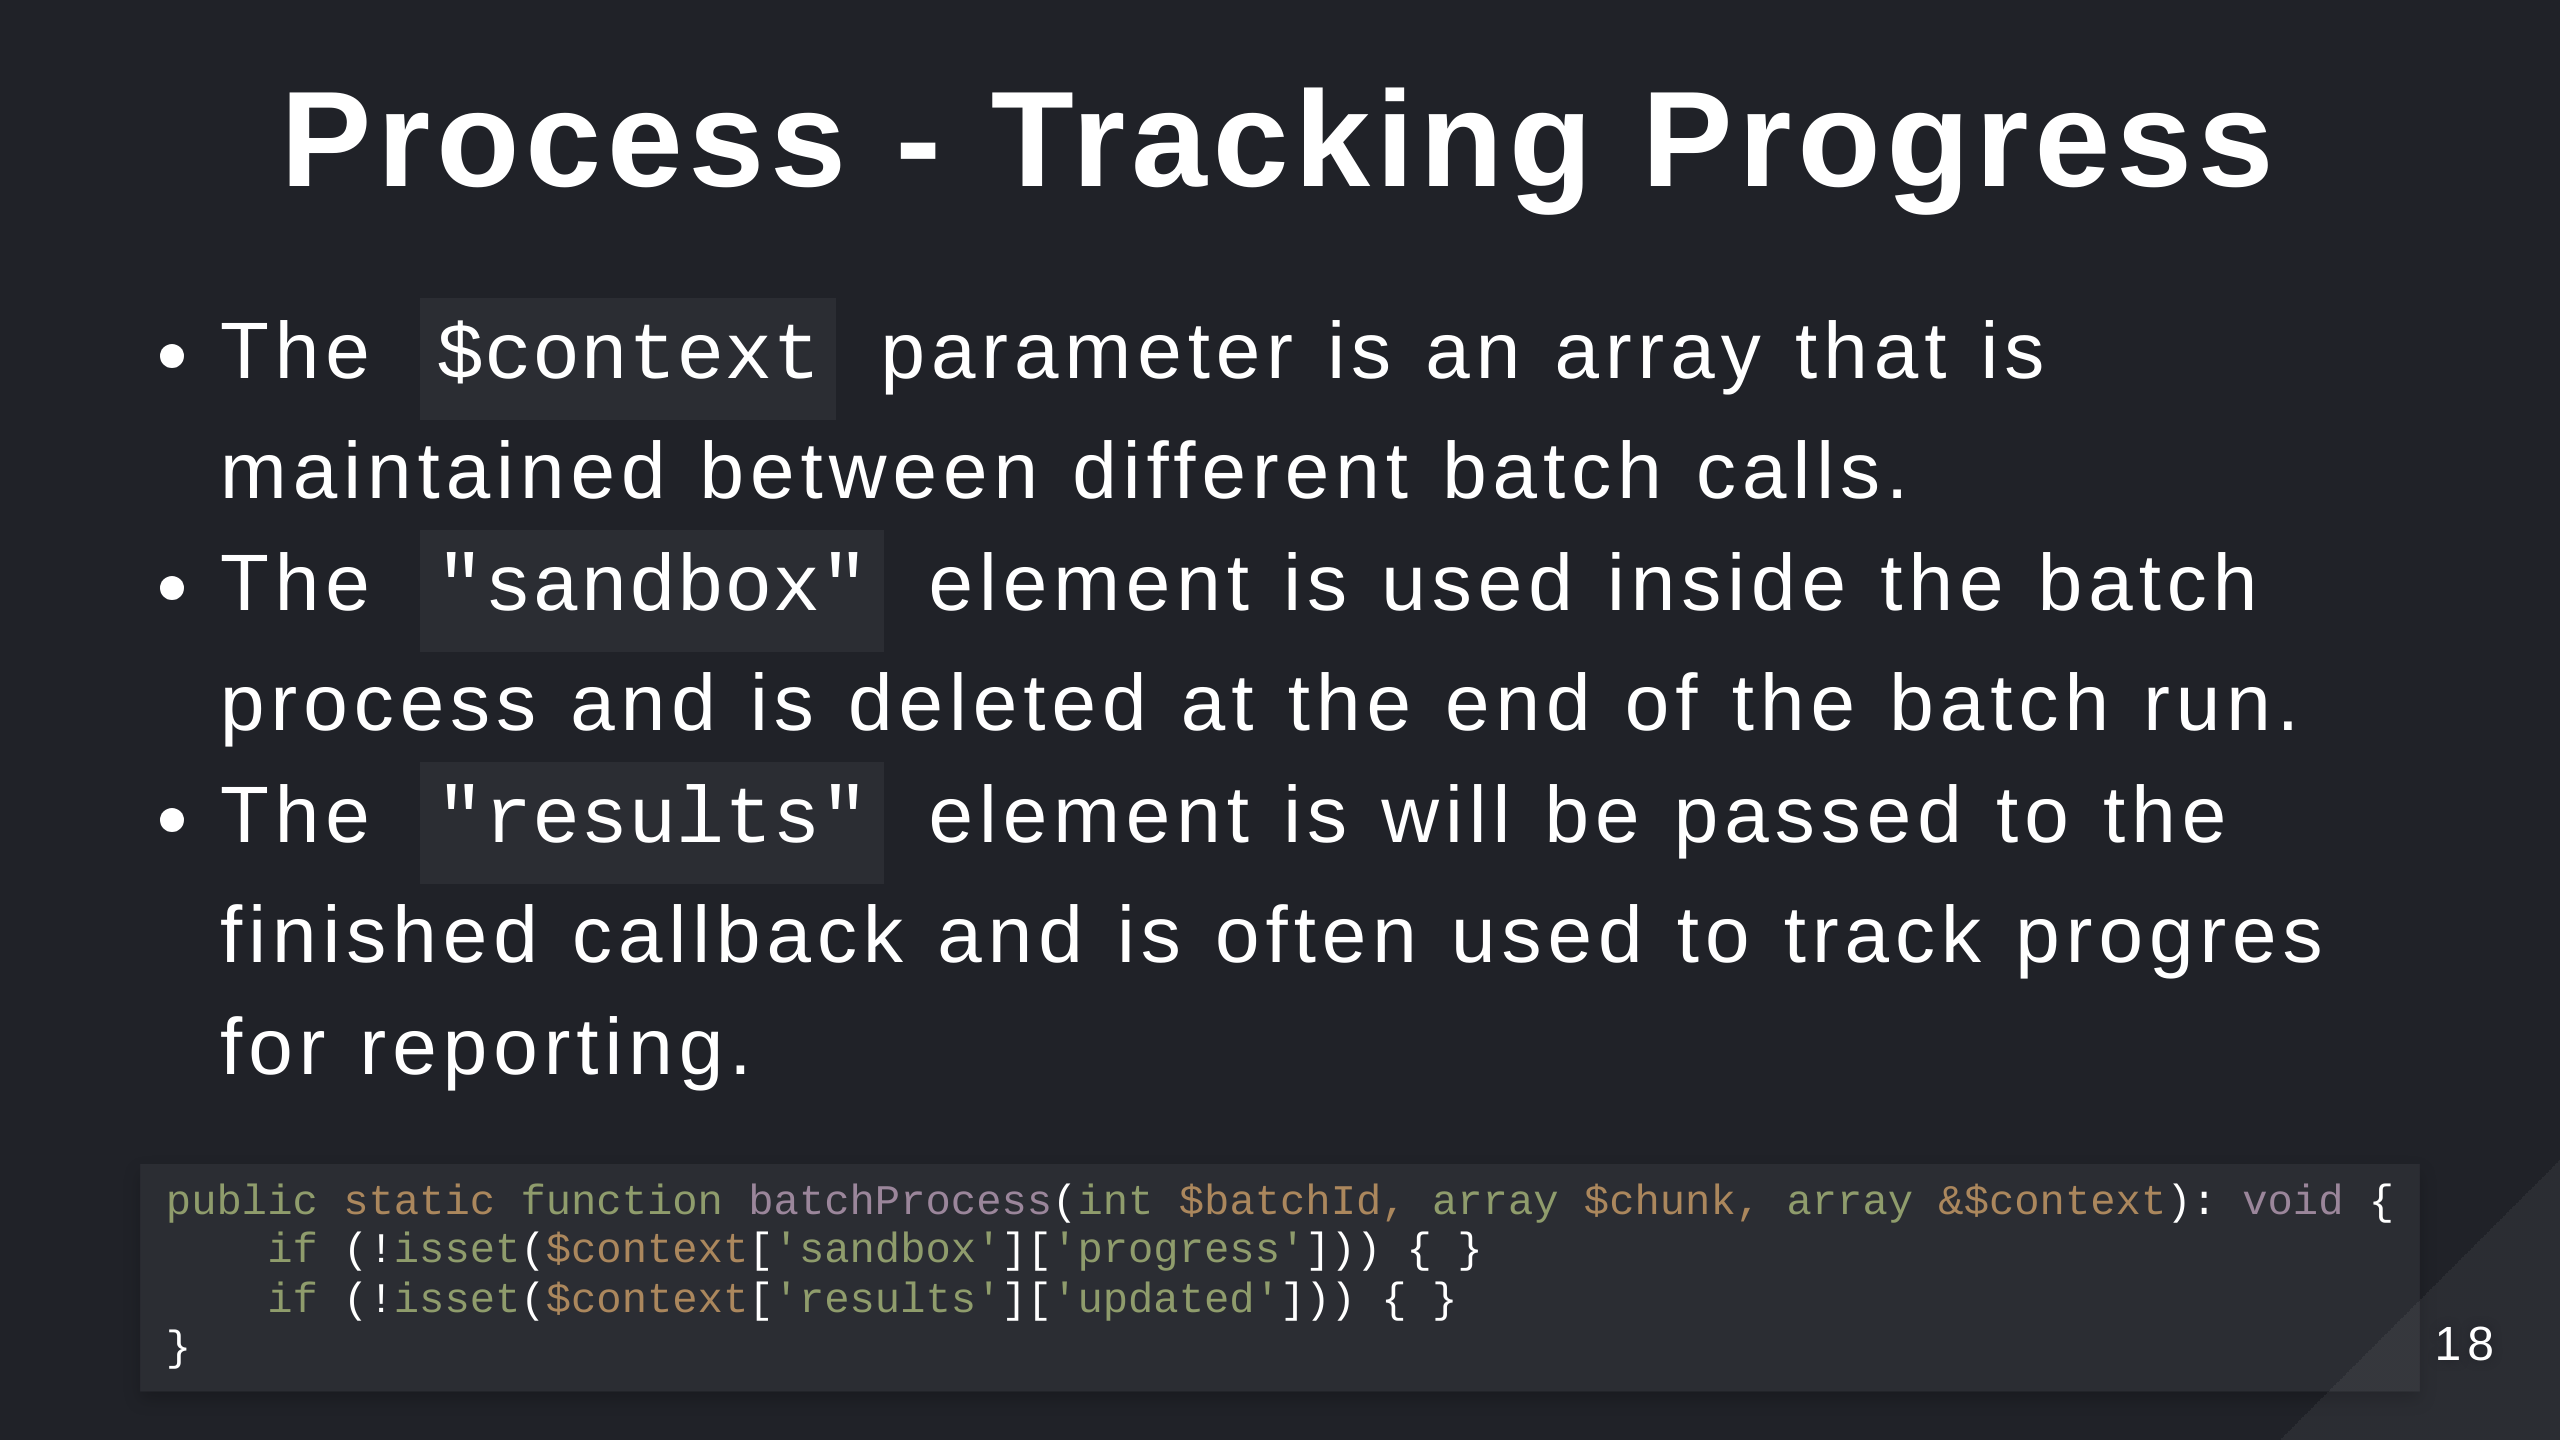 Process - Tracking Progress
• The $context parameter is an array that is
maintained between different batch calls.
• The "sandbox" element is used inside the batch
process and is deleted at the end of the batch run.
• The "results" element is will be passed to the
finished callback and is often used to track progres
for reporting.
public static function batchProcess(int $batchId, array $chunk, array &$context): void {
    if (!isset($context['sandbox']['progress'])) { }
    if (!isset($context['results']['updated'])) { }
}
18